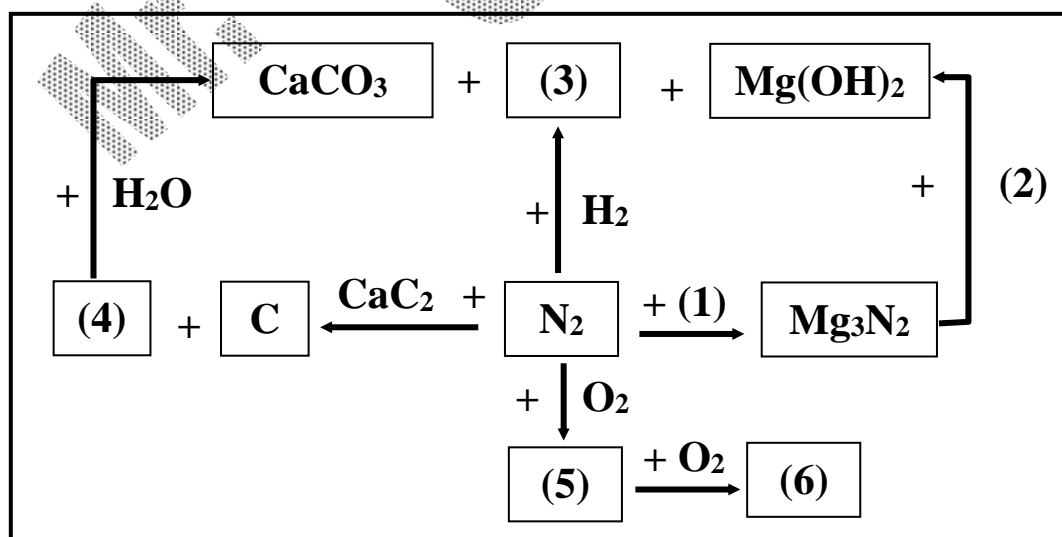 CaCO₃ + (3) + Mg(OH)₂
+ H₂O + H₂ + (2)
(4) + C CaC₂ + N₂ + (1) Mg₃N₂
+ O₂
(5) + O₂ (6)